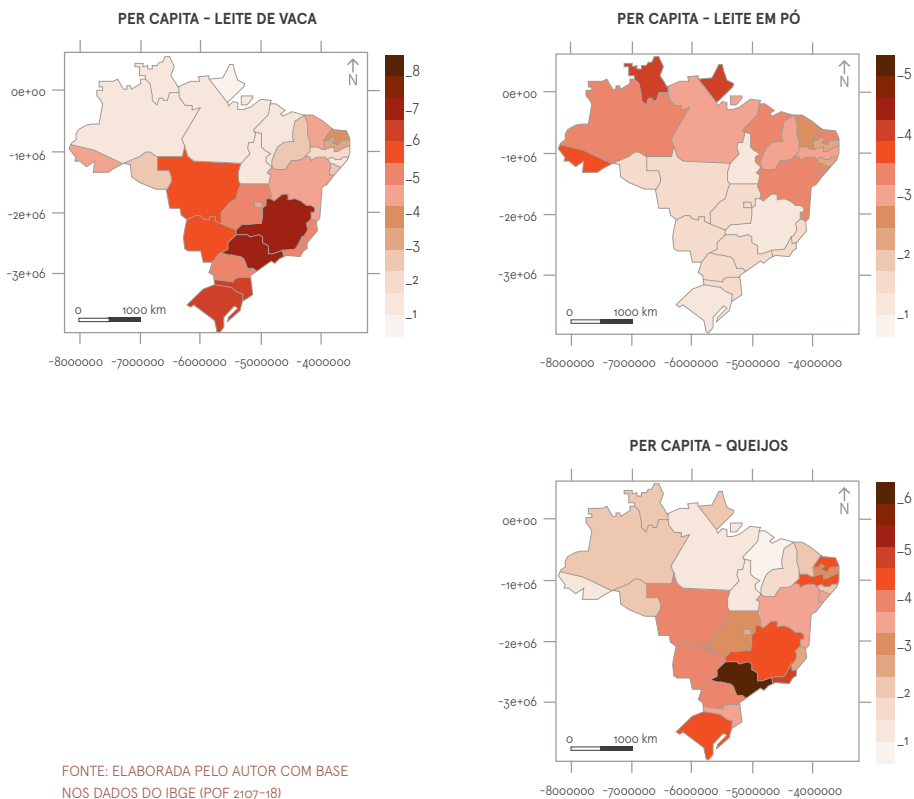 PER CAPITA - LEITE DE VACA
N
0e+00
-1e+06
-2e+06
-3e+06
0 1000 km
-8000000 -7000000 -6000000 -5000000 -4000000
8
7
6
5
4
3
2
1
PER CAPITA - LEITE EM PÓ
N
0e+00
-1e+06
-2e+06
-3e+06
0 1000 km
-8000000 -7000000 -6000000 -5000000 -4000000
5
4
3
2
1
PER CAPITA - QUEIJOS
N
0e+00
-1e+06
-2e+06
-3e+06
0 1000 km
-8000000 -7000000 -6000000 -5000000 -4000000
6
5
4
3
2
1
FONTE: ELABORADA PELO AUTOR COM BASE
NOS DADOS DO IBGE (POF 2107-18)